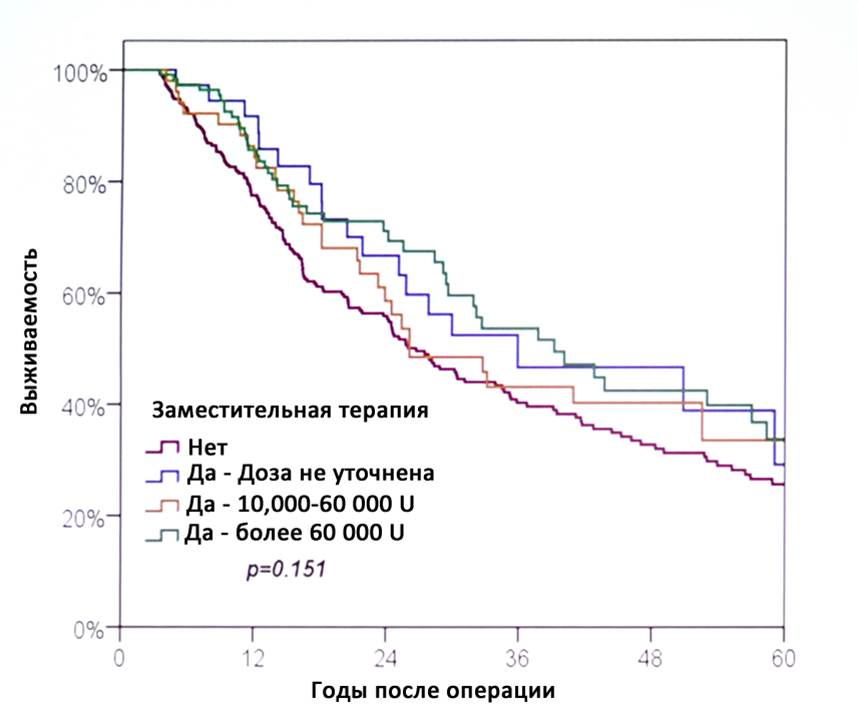 100%
80%
60%
40%
20%
0%
Выживаемость
Заместительная терапия
Нет
Да - Доза не уточнена
Да - 10,000-60 000 U
Да - более 60 000 U
p=0.151
0 12 24 36 48 60
Годы после операции